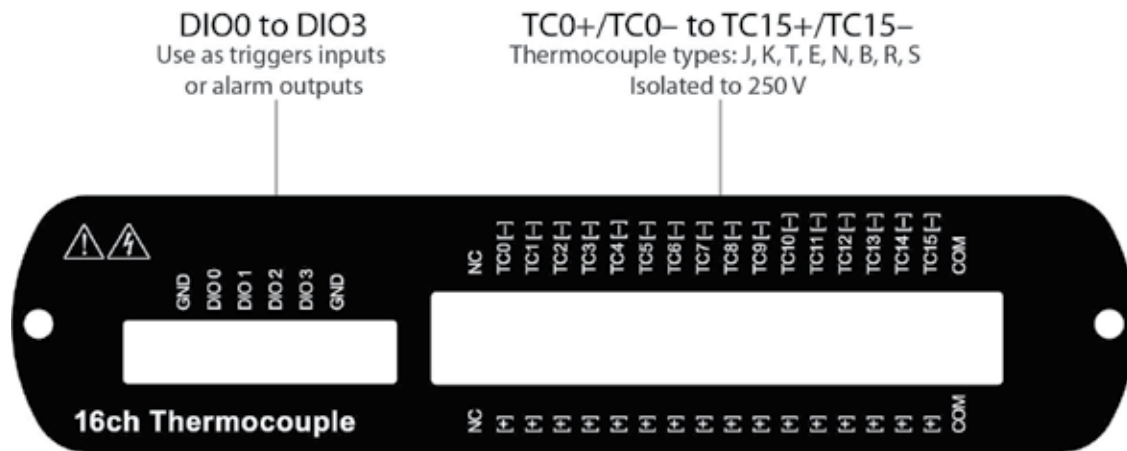 DIO0 to DIO3
Use as triggers inputs
or alarm outputs
TC0+/TC0– to TC15+/TC15–
Thermocouple types: J, K, T, E, N, B, R, S
Isolated to 250 V
GND DIO 0 DIO 1 DIO 2 DIO 3 GND
NC TC0 [–] TC1 [–] TC2 [–] TC3 [–] TC4 [–] TC5 [–] TC6 [–] TC7 [–] TC8 [–] TC9 [–] TC10 [–] TC11 [–] TC12 [–] TC13 [–] TC14 [–] TC15 [–] COM
16ch Thermocouple
NC [+] [+] [+] [+] [+] [+] [+] [+] [+] [+] [+] [+] [+] [+] [+] [+] COM